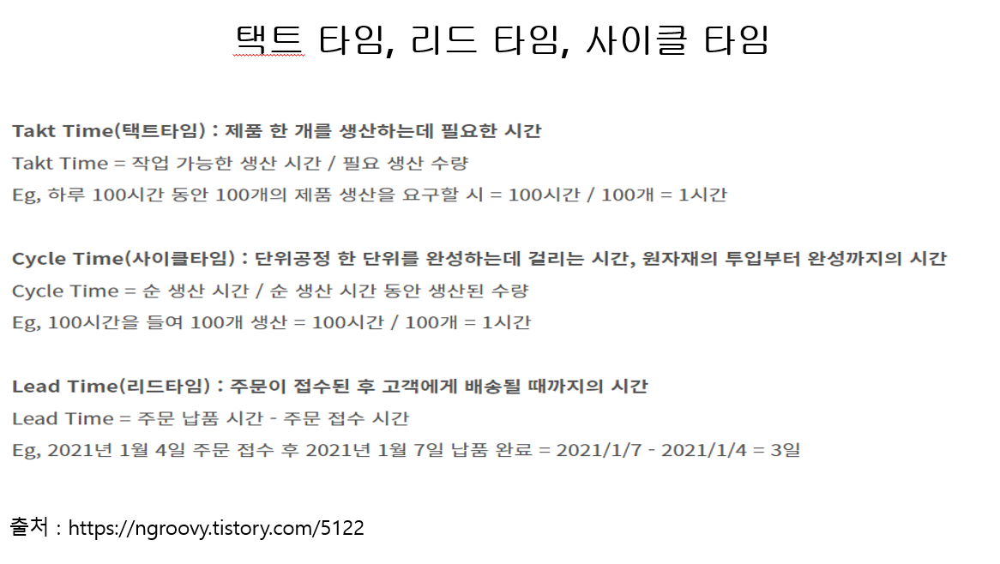 택트 타임, 리드 타임, 사이클 타임
Takt Time(택트타임) : 제품 한 개를 생산하는데 필요한 시간
Takt Time = 작업 가능한 생산 시간 / 필요 생산 수량
Eg, 하루 100시간 동안 100개의 제품 생산을 요구할 시 = 100시간 / 100개 = 1시간
Cycle Time(사이클타임) : 단위공정 한 단위를 완성하는데 걸리는 시간, 원자재의 투입부터 완성까지의 시간
Cycle Time = 순 생산 시간 / 순 생산 시간 동안 생산된 수량
Eg, 100시간을 들여 100개 생산 = 100시간 / 100개 = 1시간
Lead Time(리드타임) : 주문이 접수된 후 고객에게 배송될 때까지의 시간
Lead Time = 주문 납품 시간 - 주문 접수 시간
Eg, 2021년 1월 4일 주문 접수 후 2021년 1월 7일 납품 완료 = 2021/1/7 - 2021/1/4 = 3일
출처 : https://ngroovy.tistory.com/5122